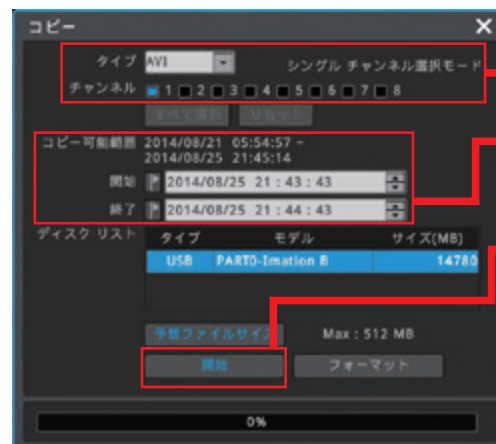 コピー
タイプ AVI シングル チャンネル選択モード
チャンネル 1 2 3 4 5 6 7 8
すべて選択 リセット
コピー可能範囲 2014/08/21 05:54:57 –
2014/08/25 21:45:14
開始 2014/08/25 21:43:43
終了 2014/08/25 21:44:43
ディスク リスト タイプ モデル サイズ(MB)
USB PART0-Imation B 14780
予想ファイルサイズ Max : 512 MB
開始 フォーマット
0%